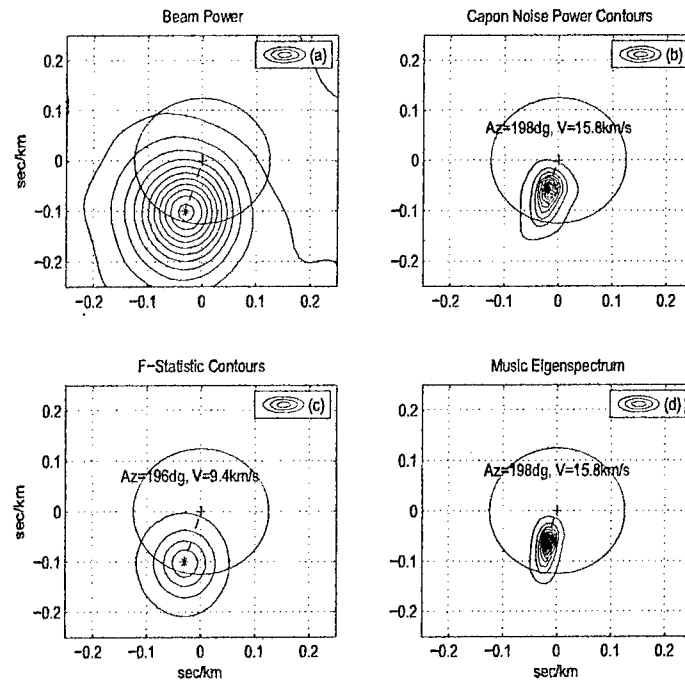 Beam Power
(a)
0.2
0.1
0
-0.1
-0.2
sec/km
-0.2 -0.1 0 0.1 0.2
Capon Noise Power Contours
(b)
Az=198dg, V=15.8km/s
0.2
0.1
0
-0.1
-0.2
-0.2 -0.1 0 0.1 0.2
F-Statistic Contours
(c)
Az=196dg, V=9.4km/s
0.2
0.1
0
-0.1
-0.2
sec/km
-0.2 -0.1 0 0.1 0.2
sec/km
Music Eigenspectrum
(d)
Az=198dg, V=15.8km/s
0.2
0.1
0
-0.1
-0.2
-0.2 -0.1 0 0.1 0.2
sec/km